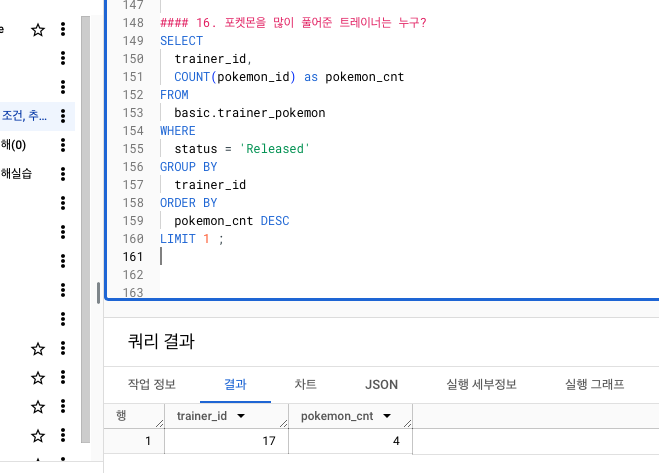 e
조건, 추...
해(0)
해실습
147
148 #### 16. 포켓몬을 많이 풀어준 트레이너는 누구?
149 SELECT
150 trainer_id,
151 COUNT(pokemon_id) as pokemon_cnt
152 FROM
153 basic.trainer_pokemon
154 WHERE
155 status = 'Released'
156 GROUP BY
157 trainer_id
158 ORDER BY
159 pokemon_cnt DESC
160 LIMIT 1 ;
161
162
163
쿼리 결과
작업 정보 결과 차트 JSON 실행 세부정보 실행 그래프
행 trainer_id pokemon_cnt
1 17 4